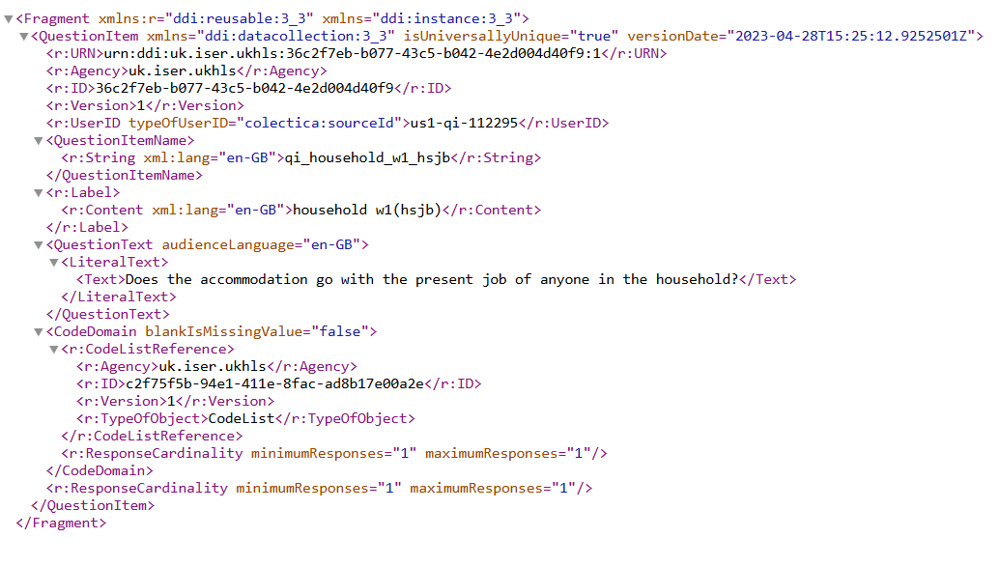 ▼<Fragment xmlns:r="ddi:reusable:3_3" xmlns="ddi:instance:3_3">
▼<QuestionItem xmlns="ddi:datacollection:3_3" isUniversallyUnique="true" versionDate="2023-04-28T15:25:12.9252501Z">
<r:URN>urn:ddi:uk.iser.ukhls:36c2f7eb-b077-43c5-b042-4e2d004d40f9:1</r:URN>
<r:Agency>uk.iser.ukhls</r:Agency>
<r:ID>36c2f7eb-b077-43c5-b042-4e2d004d40f9</r:ID>
<r:Version>1</r:Version>
<r:UserID typeOfUserID="colectica:sourceId">us1-qi-112295</r:UserID>
▼<QuestionItemName>
<r:String xml:lang="en-GB">qi_household_w1_hsjb</r:String>
</QuestionItemName>
▼<r:Label>
<r:Content xml:lang="en-GB">household w1(hsjb)</r:Content>
</r:Label>
▼<QuestionText audienceLanguage="en-GB">
▼<LiteralText>
<Text>Does the accommodation go with the present job of anyone in the household?</Text>
</LiteralText>
</QuestionText>
▼<CodeDomain blankIsMissingValue="false">
▼<r:CodeListReference>
<r:Agency>uk.iser.ukhls</r:Agency>
<r:ID>c2f75f5b-94e1-411e-8fac-ad8b17e00a2e</r:ID>
<r:Version>1</r:Version>
<r:TypeOfObject>CodeList</r:TypeOfObject>
</r:CodeListReference>
<r:ResponseCardinality minimumResponses="1" maximumResponses="1"/>
</CodeDomain>
<r:ResponseCardinality minimumResponses="1" maximumResponses="1"/>
</QuestionItem>
</Fragment>